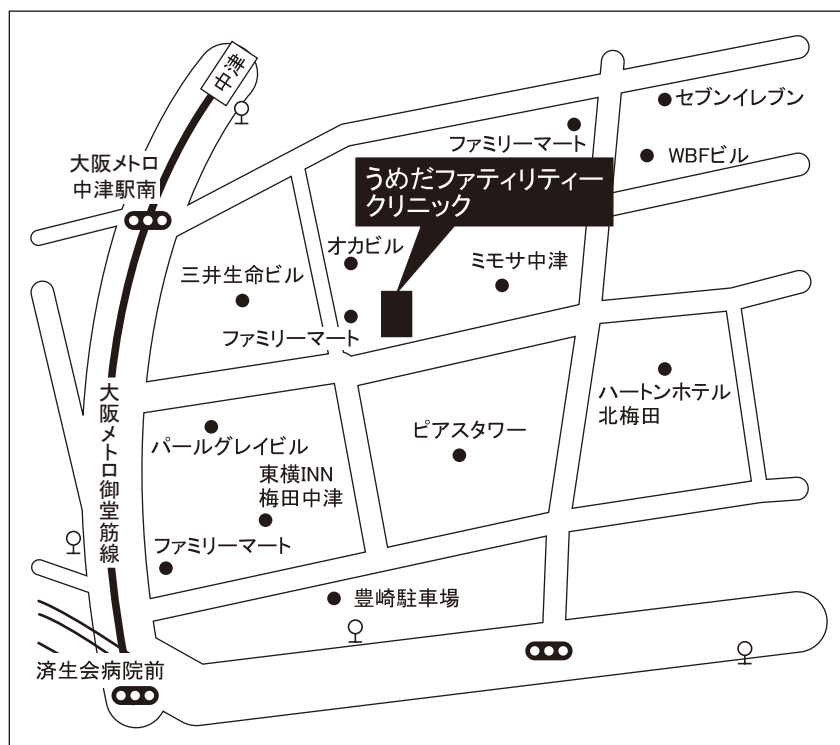 中津
セブンイレブン
ファミリーマート
WBFビル
大阪メトロ
中津駅南
うめだファティリティー
クリニック
オカビル
ミモサ中津
三井生命ビル
ファミリーマート
ハートンホテル
北梅田
大阪メトロ御堂筋線
パールグレイビル
ピアスタワー
東横INN
梅田中津
ファミリーマート
豊崎駐車場
済生会病院前